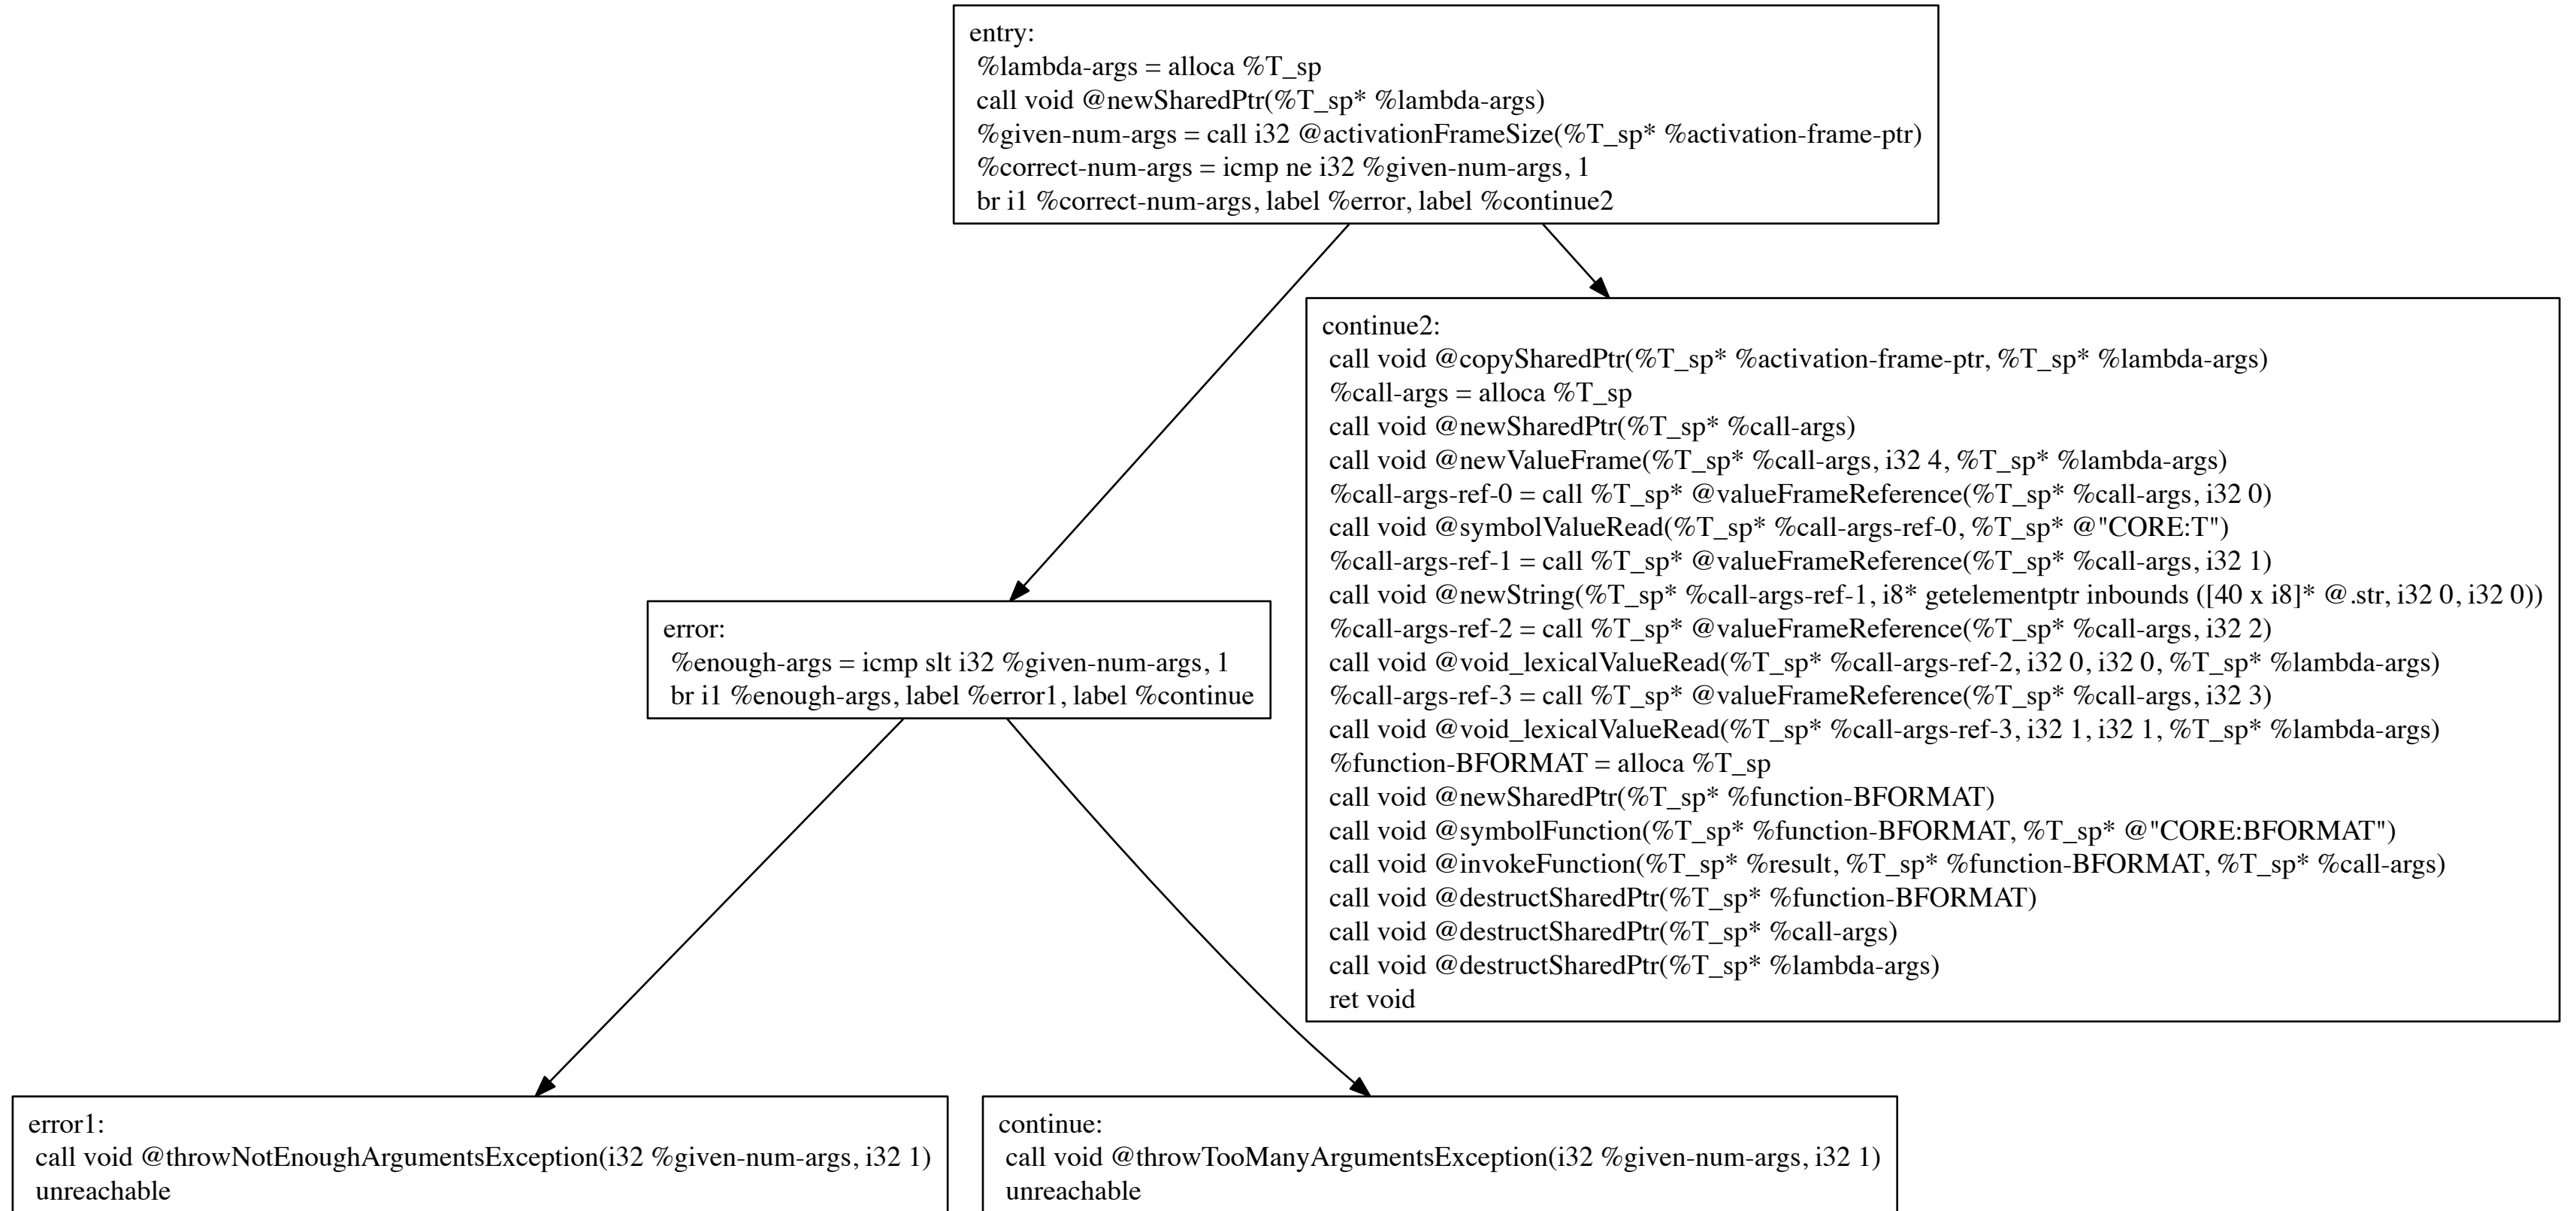 entry:
%lambda-args = alloca %T_sp
call void @newSharedPtr(%T_sp* %lambda-args)
%given-num-args = call i32 @activationFrameSize(%T_sp* %activation-frame-ptr)
%correct-num-args = icmp ne i32 %given-num-args, 1
br i1 %correct-num-args, label %error, label %continue2
continue2:
call void @copySharedPtr(%T_sp* %activation-frame-ptr, %T_sp* %lambda-args)
%call-args = alloca %T_sp
call void @newSharedPtr(%T_sp* %call-args)
call void @newValueFrame(%T_sp* %call-args, i32 4, %T_sp* %lambda-args)
%call-args-ref-0 = call %T_sp* @valueFrameReference(%T_sp* %call-args, i32 0)
call void @symbolValueRead(%T_sp* %call-args-ref-0, %T_sp* @"CORE:T")
%call-args-ref-1 = call %T_sp* @valueFrameReference(%T_sp* %call-args, i32 1)
call void @newString(%T_sp* %call-args-ref-1, i8* getelementptr inbounds ([40 x i8]* @.str, i32 0, i32 0))
%call-args-ref-2 = call %T_sp* @valueFrameReference(%T_sp* %call-args, i32 2)
call void @void_lexicalValueRead(%T_sp* %call-args-ref-2, i32 0, i32 0, %T_sp* %lambda-args)
%call-args-ref-3 = call %T_sp* @valueFrameReference(%T_sp* %call-args, i32 3)
call void @void_lexicalValueRead(%T_sp* %call-args-ref-3, i32 1, i32 1, %T_sp* %lambda-args)
%function-BFORMAT = alloca %T_sp
call void @newSharedPtr(%T_sp* %function-BFORMAT)
call void @symbolFunction(%T_sp* %function-BFORMAT, %T_sp* @"CORE:BFORMAT")
call void @invokeFunction(%T_sp* %result, %T_sp* %function-BFORMAT, %T_sp* %call-args)
call void @destructSharedPtr(%T_sp* %function-BFORMAT)
call void @destructSharedPtr(%T_sp* %call-args)
call void @destructSharedPtr(%T_sp* %lambda-args)
ret void
error:
%enough-args = icmp slt i32 %given-num-args, 1
br i1 %enough-args, label %error1, label %continue
error1:
call void @throwNotEnoughArgumentsException(i32 %given-num-args, i32 1)
unreachable
continue:
call void @throwTooManyArgumentsException(i32 %given-num-args, i32 1)
unreachable